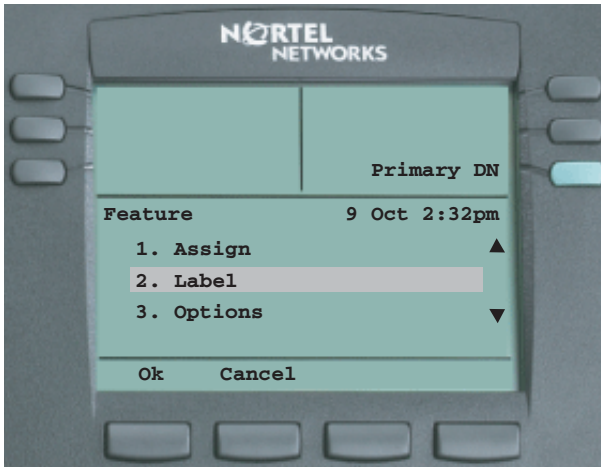 NORTEL
NETWORKS
Primary DN
Feature 9 Oct 2:32pm
1. Assign
2. Label
3. Options
Ok Cancel